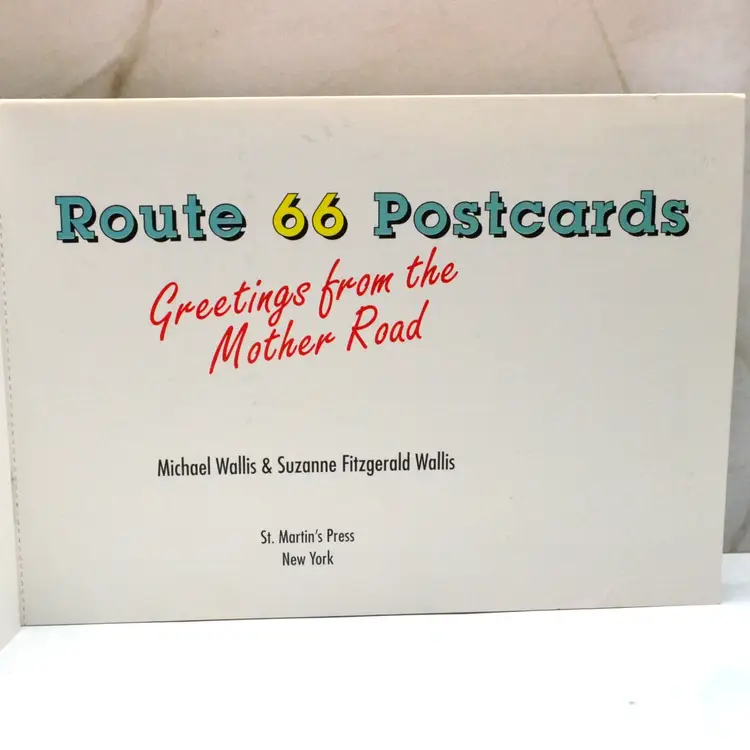 Route 66 Postcards
Greetings from the
Mother Road
Michael Wallis & Suzanne Fitzgerald Wallis
St. Martin's Press
New York